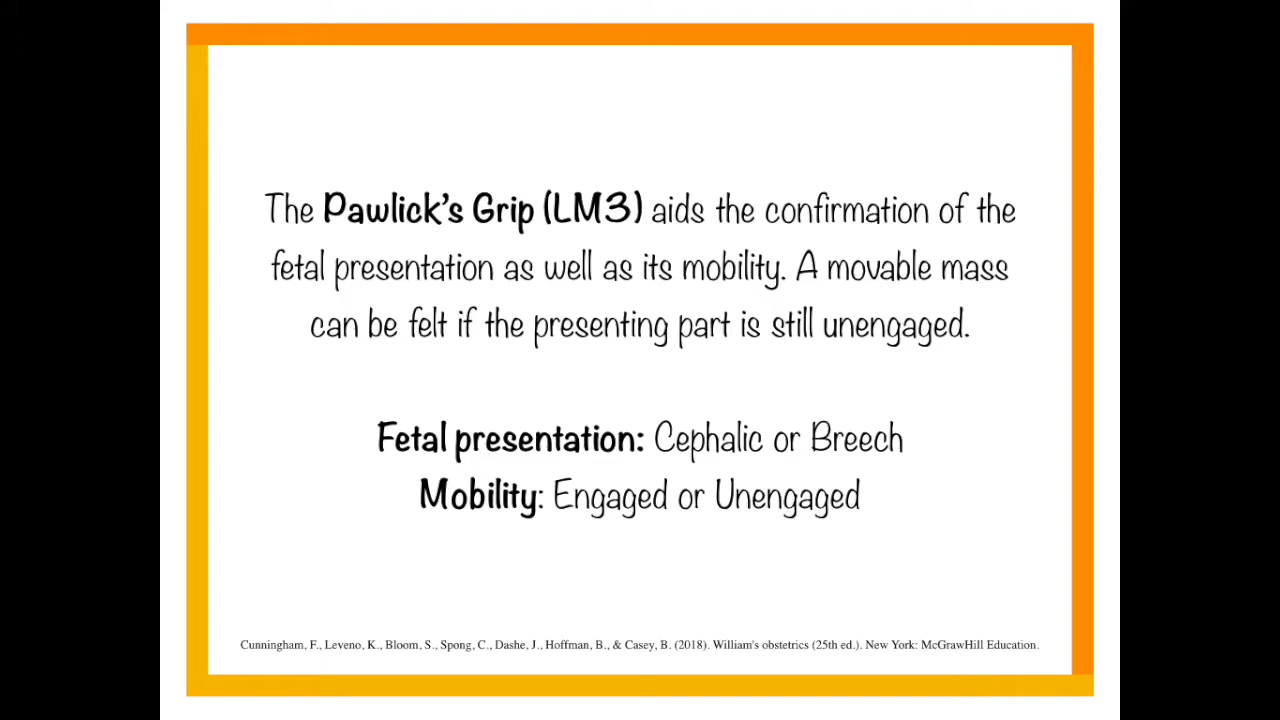 The Pawlick's Grip (LM3) aids the confirmation of the
fetal presentation as well as its mobility. A movable mass
can be felt if the presenting part is still unengaged.
Fetal presentation: Cephalic or Breech
Mobility: Engaged or Unengaged
Cunningham, F., Leveno, K., Bloom, S., Spong, C., Dashe, J., Hoffman, B., & Casey, B. (2018). William's obstetrics (25th ed.). New York: McGrawHill Education.